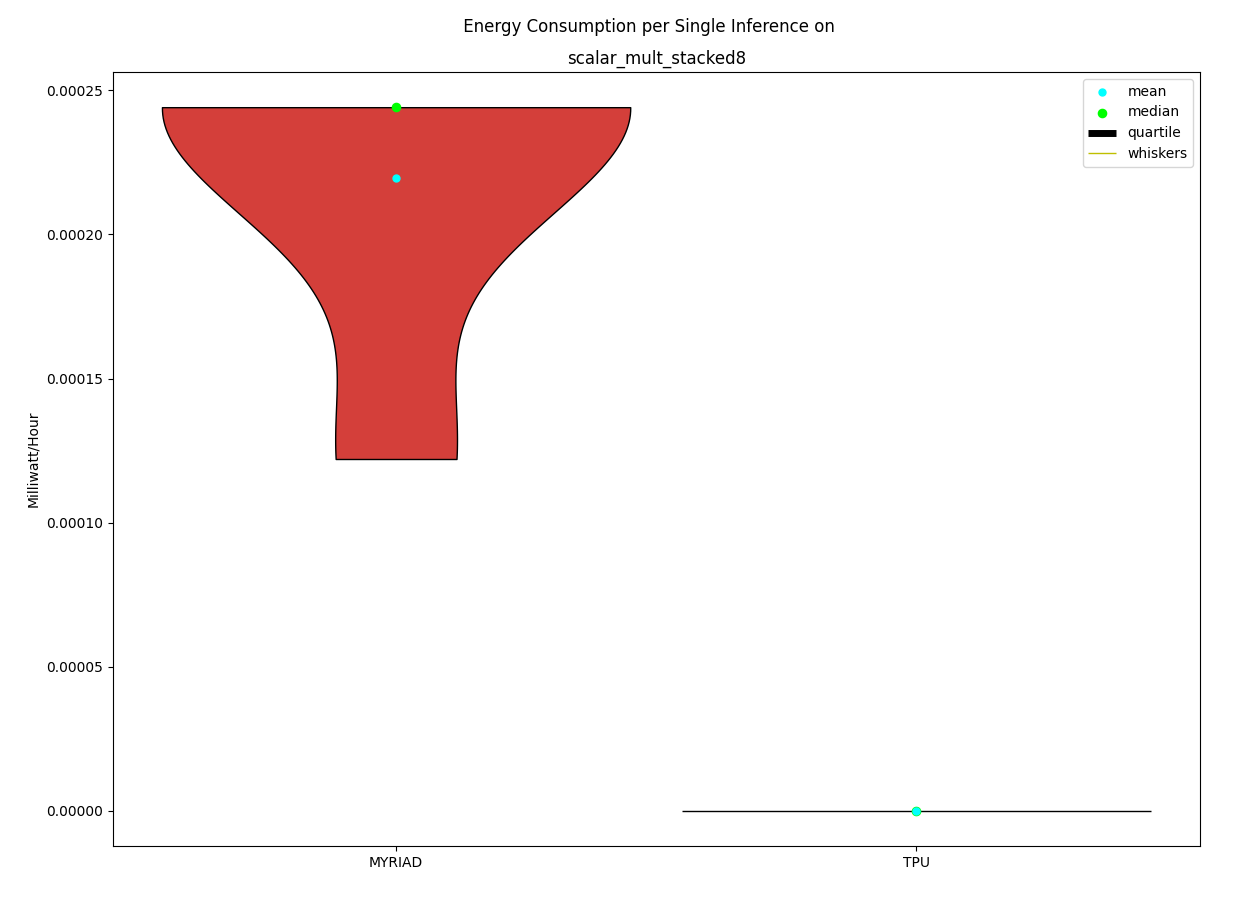 Energy Consumption per Single Inference on
scalar_mult_stacked8
mean
median
quartile
whiskers
0.00025
0.00020
0.00015
0.00010
0.00005
0.00000
Milliwatt/Hour
MYRIAD
TPU